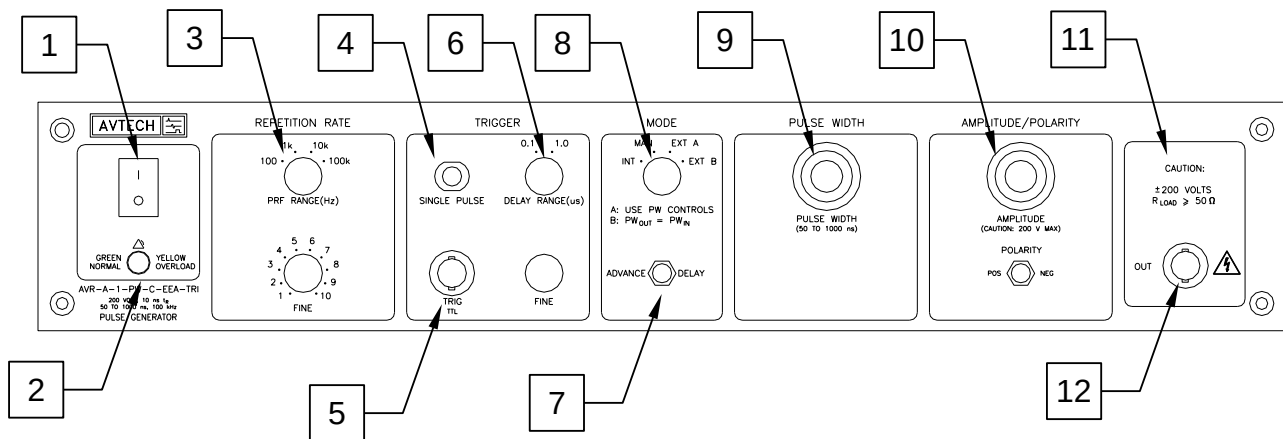 1
3
4
6
8
9
10
11
AVTECH
I
GREEN
NORMAL
YELLOW
OVERLOAD
AVR-A-1-PW-C-EEA-TRI
50 TO 1000 ns, 100 kHz
PULSE GENERATOR
REPETITION RATE
100
1k
10k
100k
PRF RANGE(Hz)
1
2
3
4
5
6
7
8
9
10
FINE
TRIGGER
SINGLE PULSE
0.1
1.0
DELAY RANGE(us)
TRIG
TTL
FINE
MODE
INT
MAN
EXT A
EXT B
A: USE PW CONTROLS
B: PWOUT = PWIN
ADVANCE
DELAY
PULSE WIDTH
PULSE WIDTH
(50 TO 1000 ns)
AMPLITUDE/POLARITY
AMPLITUDE
(CAUTION: 200 V MAX)
POLARITY
POS
NEG
CAUTION:
±200 VOLTS
RLOAD ⩾ 50 Ω
OUT
2
5
7
12